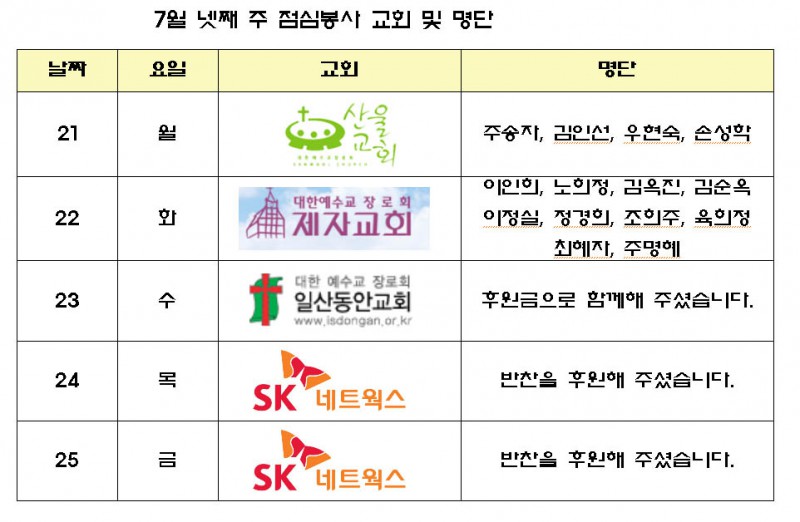 7월 넷째 주 점심봉사 교회 및 명단
날짜 요일 교회 명단
21 월 산울교회 주송자, 김인선, 우현숙, 손성학
22 화 대한예수교 장로회 제자교회 이인희, 노희정, 김옥진, 김순옥
이정실, 정경희, 조희주, 육희정
최혜자, 주명혜
23 수 대한 예수교 장로회 후원금으로 함께해 주셨습니다.
일산동안교회
www.isdongan.or.kr
24 목 SK 네트웍스 반찬을 후원해 주셨습니다.
25 금 SK 네트웍스 반찬을 후원해 주셨습니다.